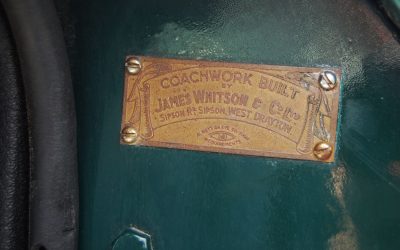 COACHWORK BUILT
BY
JAMES WHITSON & Co LTD
SIPSON RD. SIPSON, WEST DRAYTON.